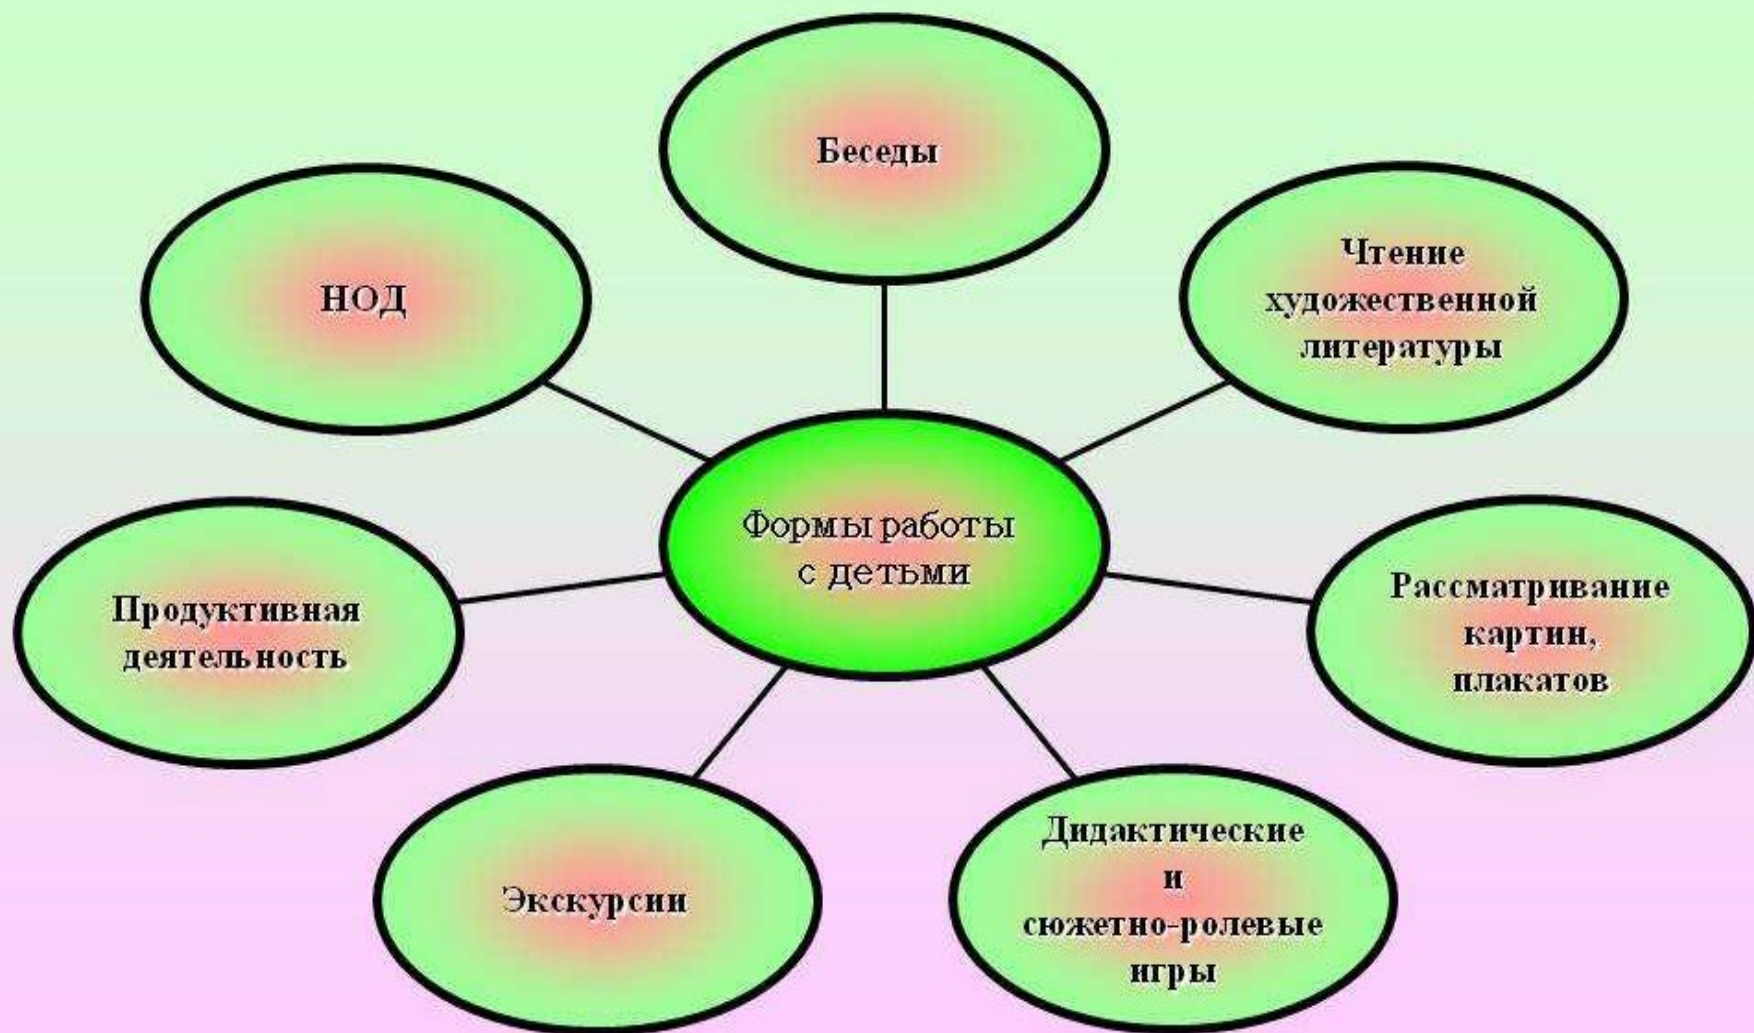 Беседы
НОД
Чтение
художественной
литературы
Формы работы
с детьми
Продуктивная
деятельность
Рассматривание
картин,
плакатов
Экскурсии
Дидактические
и
сюжетно-ролевые
игры